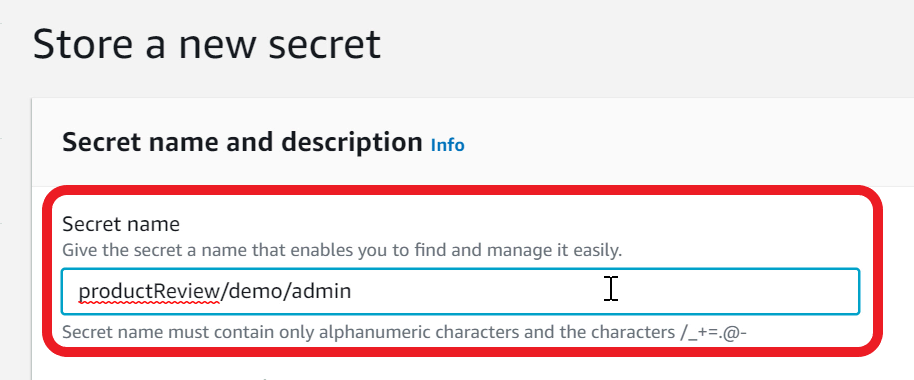 Store a new secret
Secret name and description Info
Secret name
Give the secret a name that enables you to find and manage it easily.
productReview/demo/admin
Secret name must contain only alphanumeric characters and the characters /_+=.@-